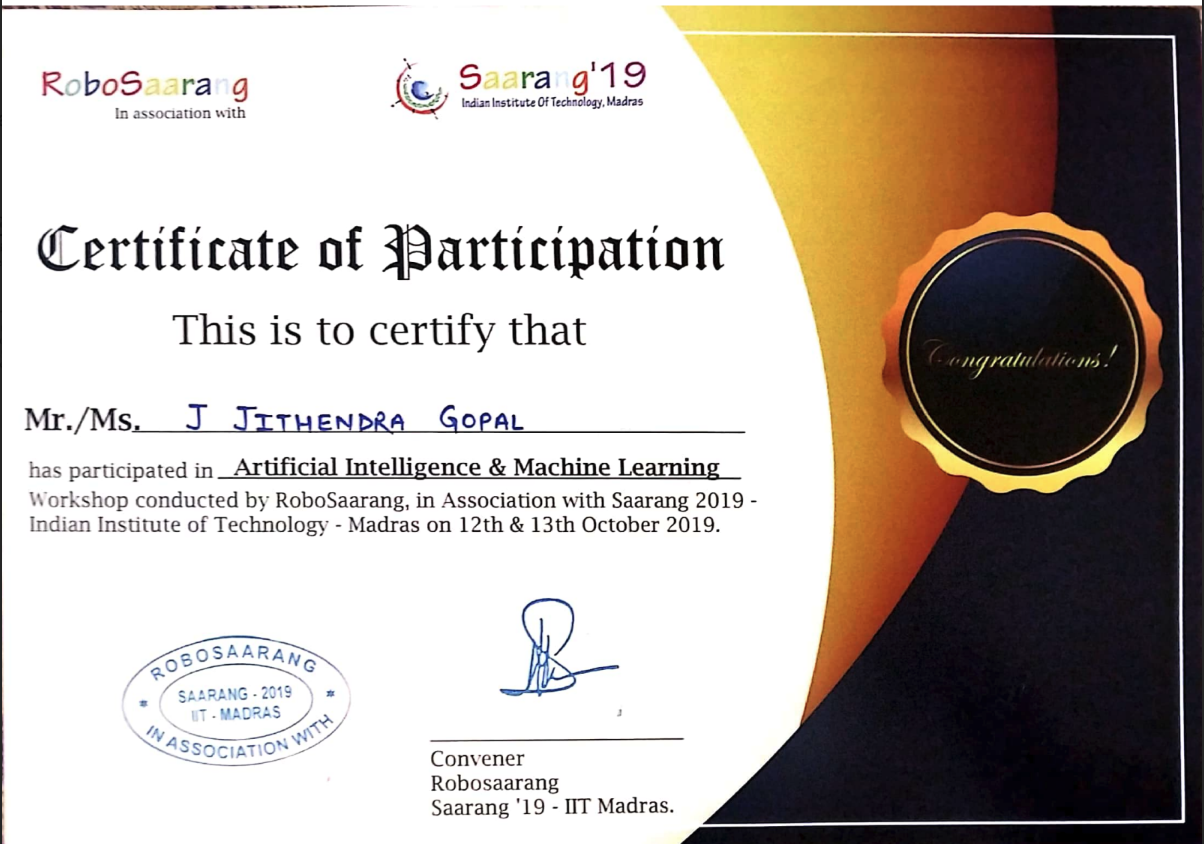 RoboSaarang
In association with
Saarang'19
Indian Institute Of Technology, Madras
Certificate of Participation
This is to certify that
Mr./Ms. J JITHENDRA GOPAL
has participated in Artificial Intelligence & Machine Learning
Workshop conducted by RoboSaarang, in Association with Saarang 2019 -
Indian Institute of Technology - Madras on 12th & 13th October 2019.
Congratulations!
ROBOSAARANG
* SAARANG - 2019 *
IIT - MADRAS
IN ASSOCIATION WITH
Convener
Robosaarang
Saarang '19 - IIT Madras.